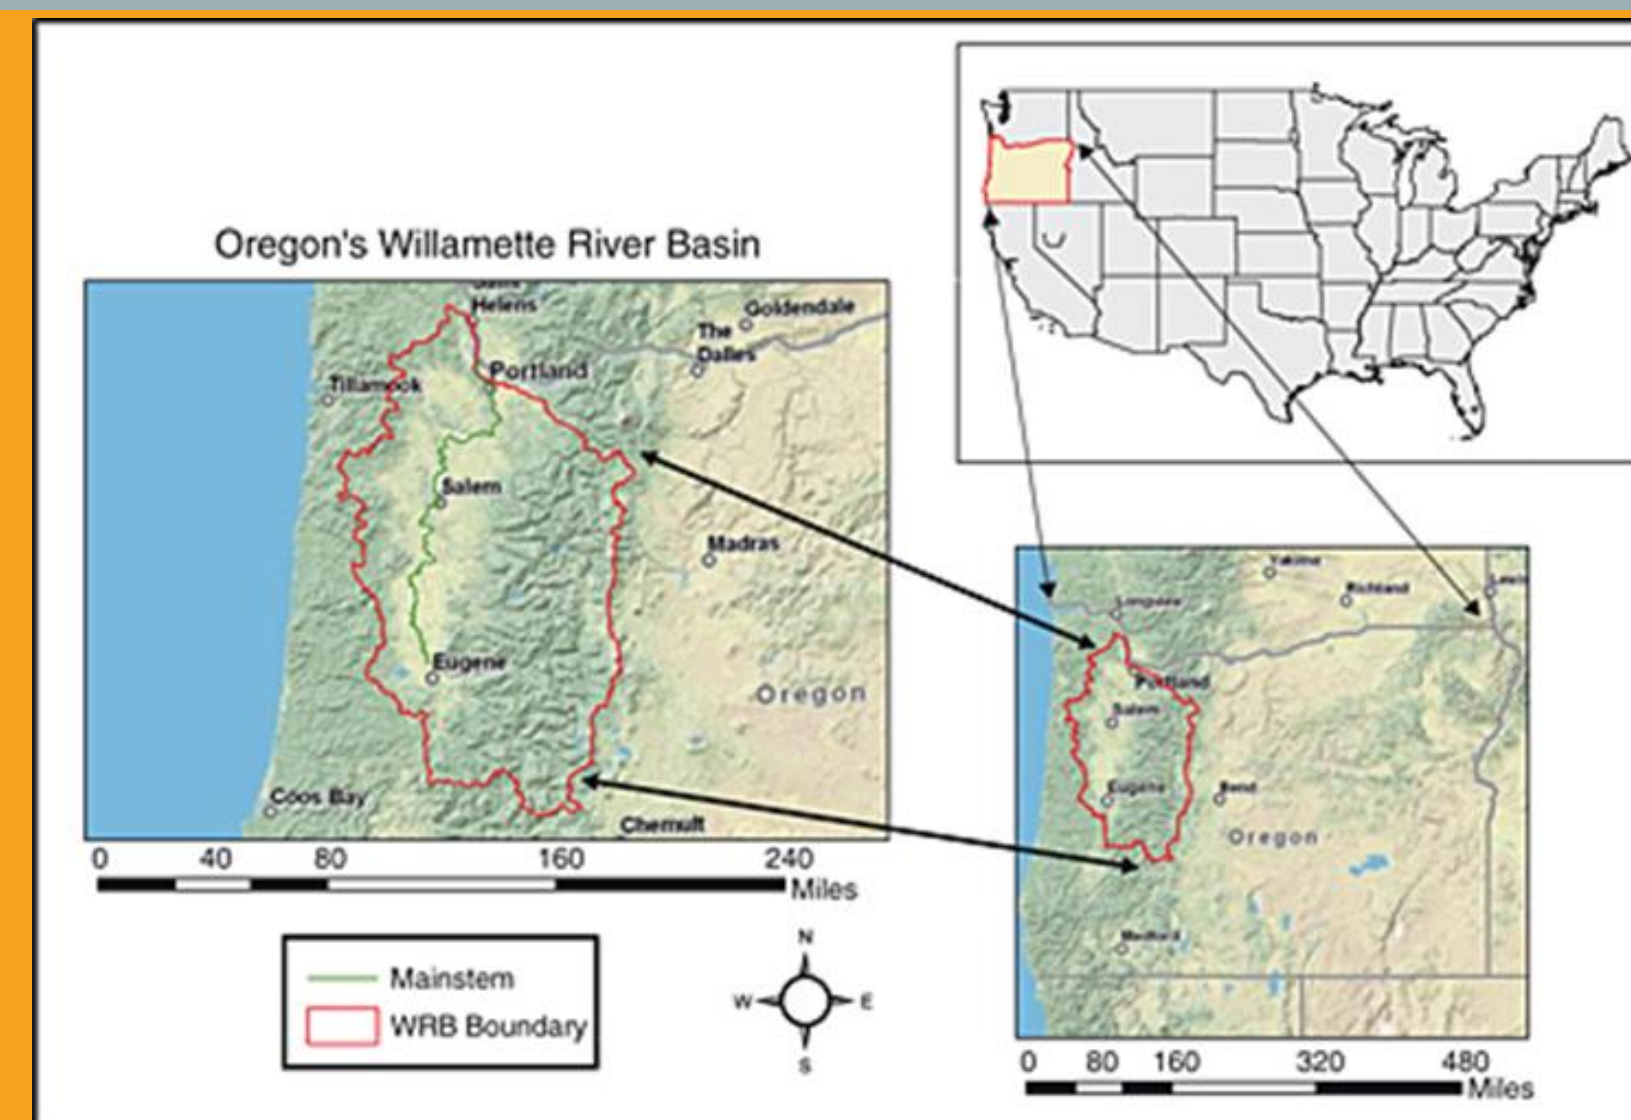 Oregon's Willamette River Basin
Helens
Goldendale
The
Dalles
Portland
Tillamook
Salem
Madras
Eugene
Oregon
Coos Bay
Chemult
0 40 80 160 240
Miles
Mainstem
WRB Boundary
N
W E
S
Yakima
Richland
Longview
Portland
Salem
Eugene
Bend
Oregon
Medford
0 80 160 320 480
Miles